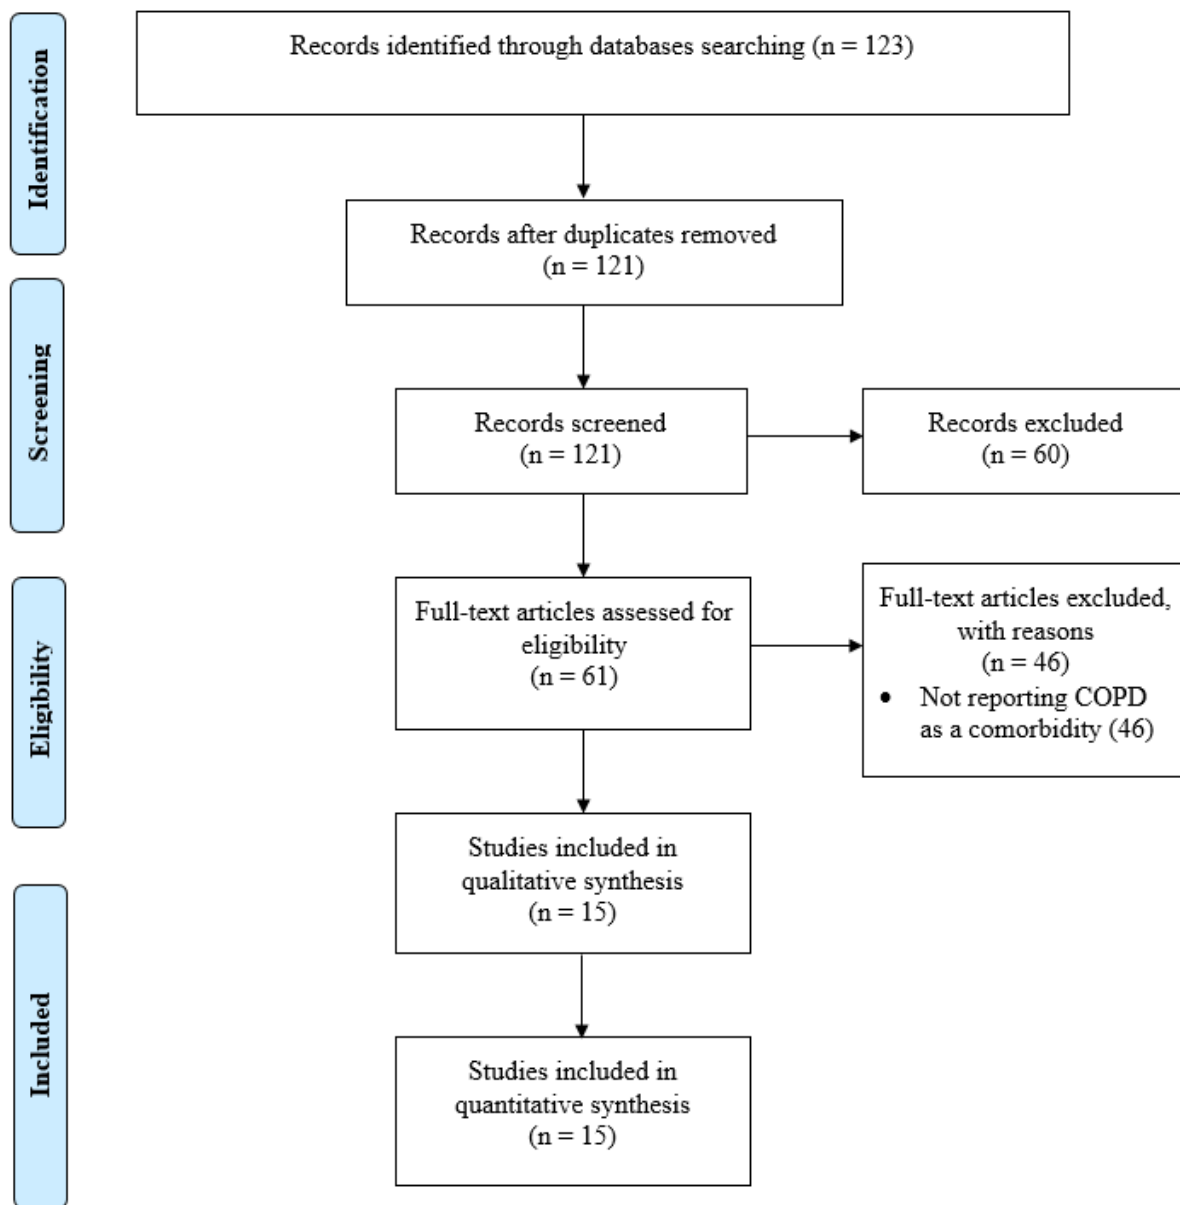 Identification
Records identified through databases searching (n = 123)
Records after duplicates removed
(n = 121)
Screening
Records screened
(n = 121)
Records excluded
(n = 60)
Eligibility
Full-text articles assessed for
eligibility
(n = 61)
Full-text articles excluded,
with reasons
(n = 46)
• Not reporting COPD
as a comorbidity (46)
Studies included in
qualitative synthesis
(n = 15)
Included
Studies included in
quantitative synthesis
(n = 15)